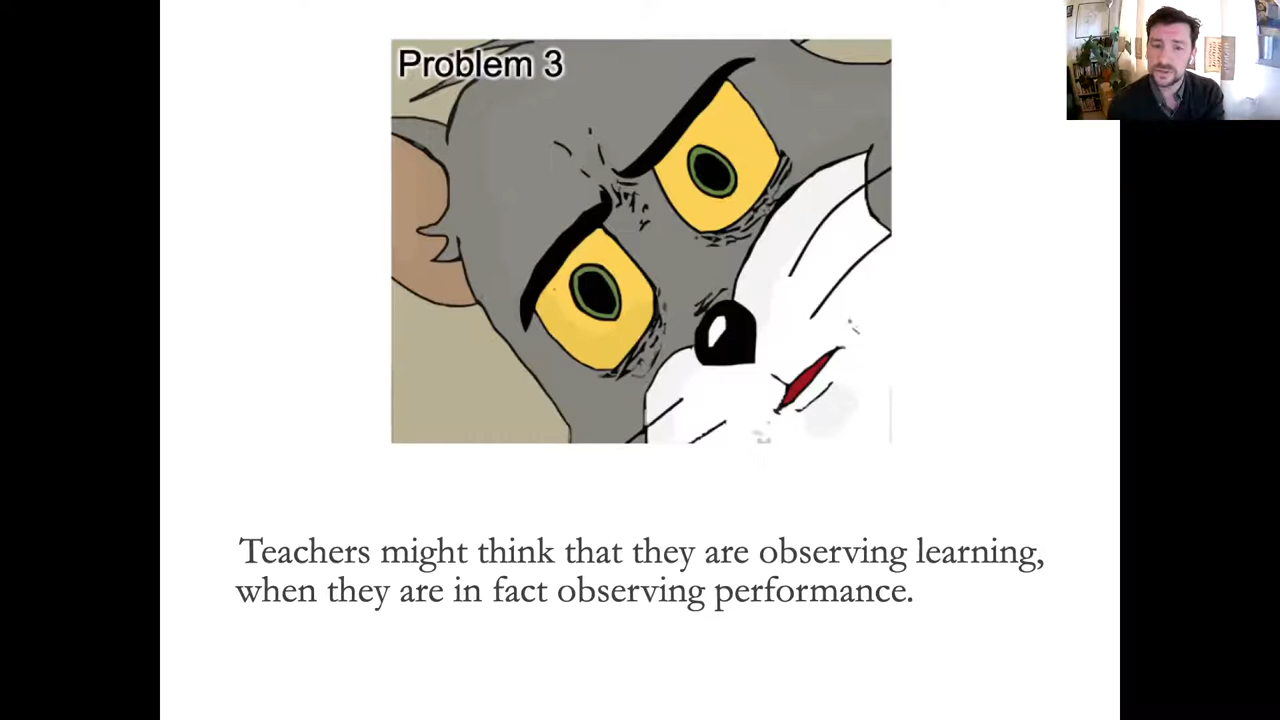 Problem 3
Teachers might think that they are observing learning,
when they are in fact observing performance.